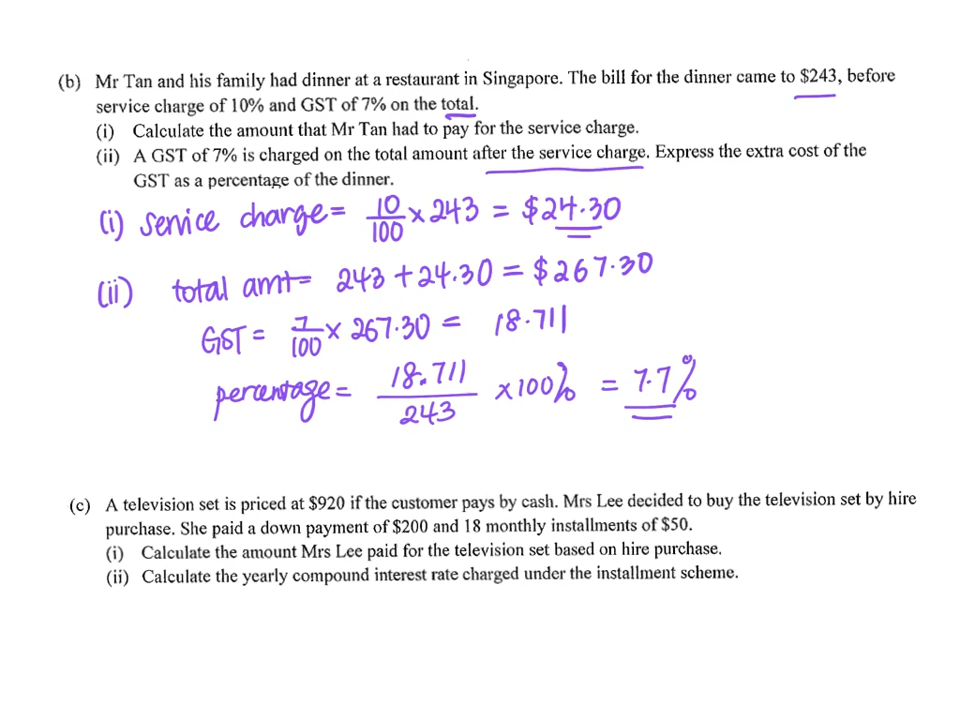 (b) Mr Tan and his family had dinner at a restaurant in Singapore. The bill for the dinner came to $243, before
service charge of 10% and GST of 7% on the total.
(i) Calculate the amount that Mr Tan had to pay for the service charge.
(ii) A GST of 7% is charged on the total amount after the service charge. Express the extra cost of the
GST as a percentage of the dinner.
(i) service charge = 10/100 × 243 = $24.30
(ii) total amt = 243 + 24.30 = $267.30
GST = 7/100 × 267.30 = 18.711
percentage = 18.711/243 × 100% = 7.7%
(c) A television set is priced at $920 if the customer pays by cash. Mrs Lee decided to buy the television set by hire
purchase. She paid a down payment of $200 and 18 monthly installments of $50.
(i) Calculate the amount Mrs Lee paid for the television set based on hire purchase.
(ii) Calculate the yearly compound interest rate charged under the installment scheme.